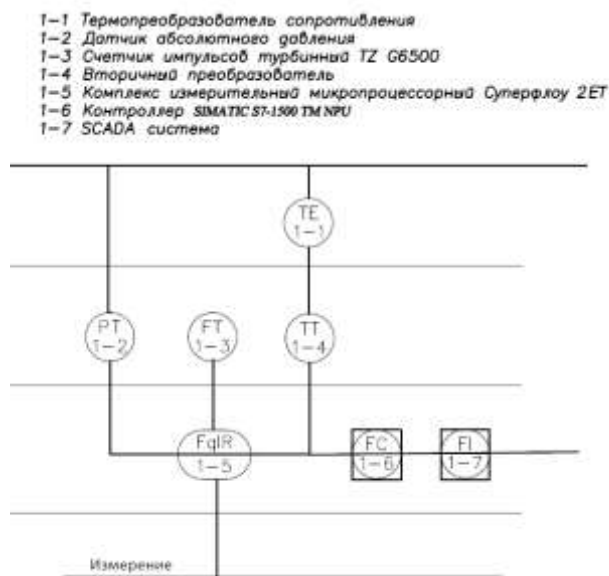 1-1 Термопреобразователь сопротивления
1-2 Датчик абсолютного давления
1-3 Счетчик импульсов турбинный TZ G6500
1-4 Вторичный преобразователь
1-5 Комплекс измерительный микропроцессорный Суперфлоу 2ЕТ
1-6 Контроллер SIMATIC S7-1500 TM NPU
1-7 SCADA система
TE
1-1
PT
1-2
FT
1-3
TT
1-4
FqIR
1-5
FC
1-6
FI
1-7
Измерение